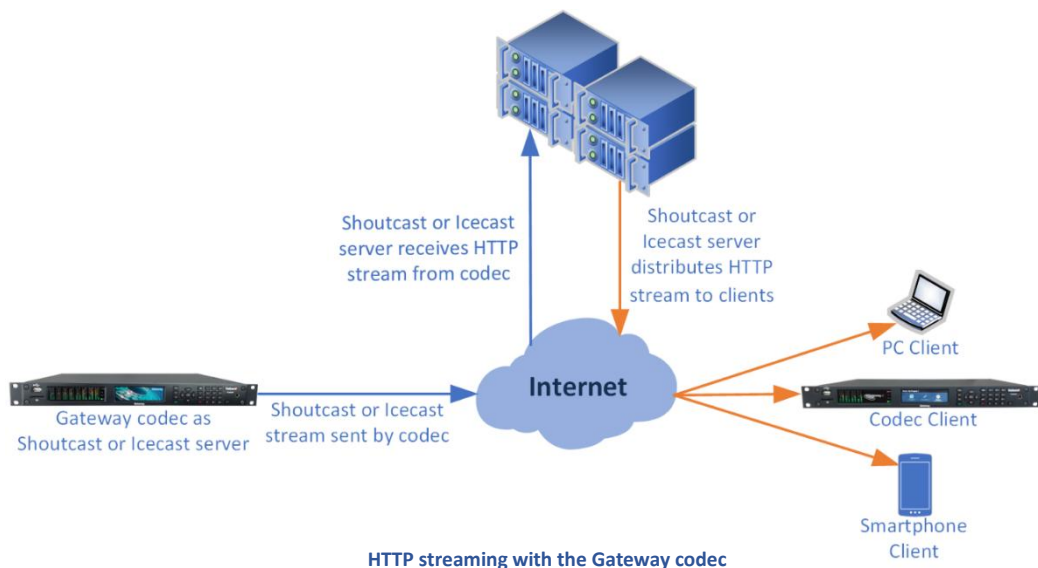 Shoutcast or Icecast
server receives HTTP
stream from codec
Shoutcast or
Icecast server
distributes HTTP
stream to clients
Internet
PC Client
Gateway codec as
Shoutcast or Icecast server
Shoutcast or Icecast
stream sent by codec
Codec Client
Smartphone
Client
HTTP streaming with the Gateway codec